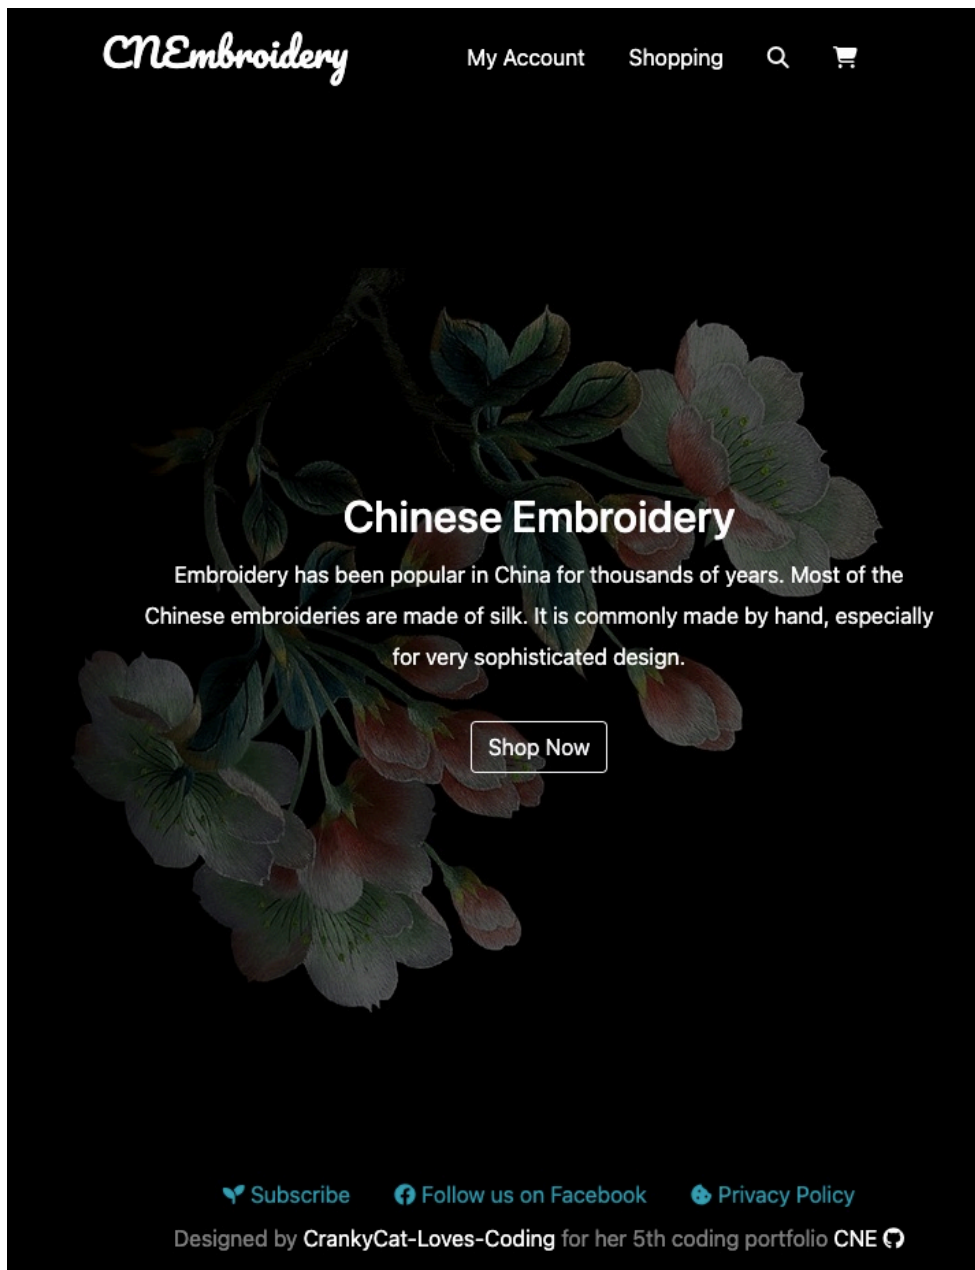 CNEmbroidery
My Account Shopping
Chinese Embroidery
Embroidery has been popular in China for thousands of years. Most of the
Chinese embroideries are made of silk. It is commonly made by hand, especially
for very sophisticated design.
Shop Now
Subscribe Follow us on Facebook Privacy Policy
Designed by CrankyCat-Loves-Coding for her 5th coding portfolio CNE